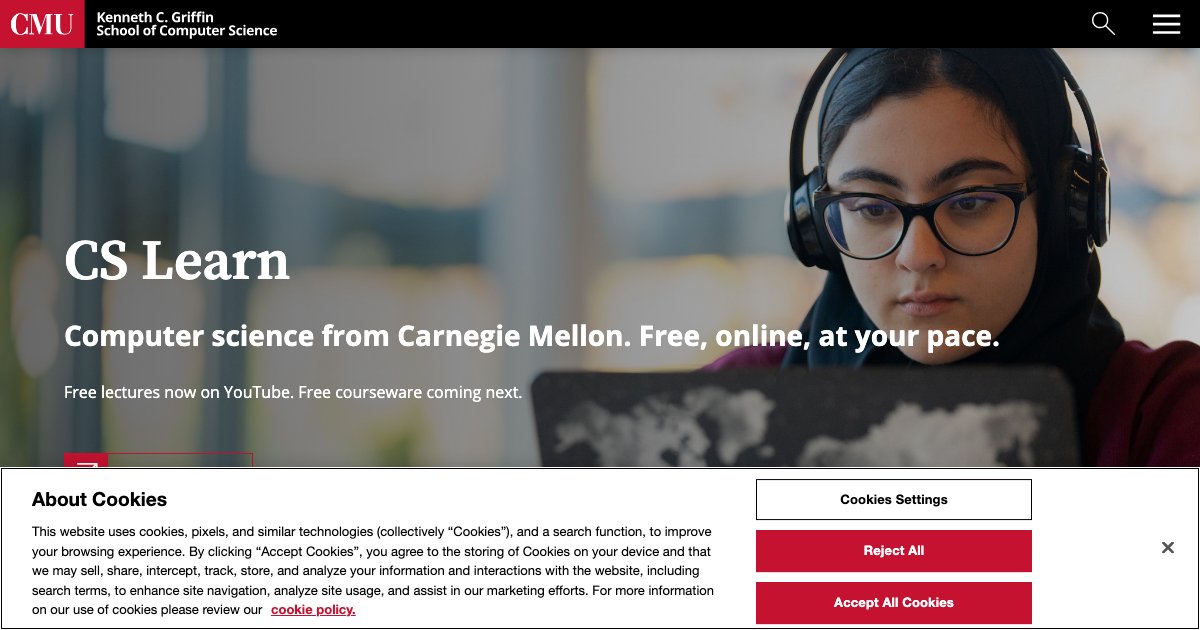 CMU
Kenneth C. Griffin
School of Computer Science
CS Learn
Computer science from Carnegie Mellon. Free, online, at your pace.
Free lectures now on YouTube. Free courseware coming next.
About Cookies
This website uses cookies, pixels, and similar technologies (collectively “Cookies”), and a search function, to improve
your browsing experience. By clicking “Accept Cookies”, you agree to the storing of Cookies on your device and that
we may sell, share, intercept, track, store, and analyze your information and interactions with the website, including
search terms, to enhance site navigation, analyze site usage, and assist in our marketing efforts. For more information
on our use of cookies please review our cookie policy.
Cookies Settings
Reject All
Accept All Cookies